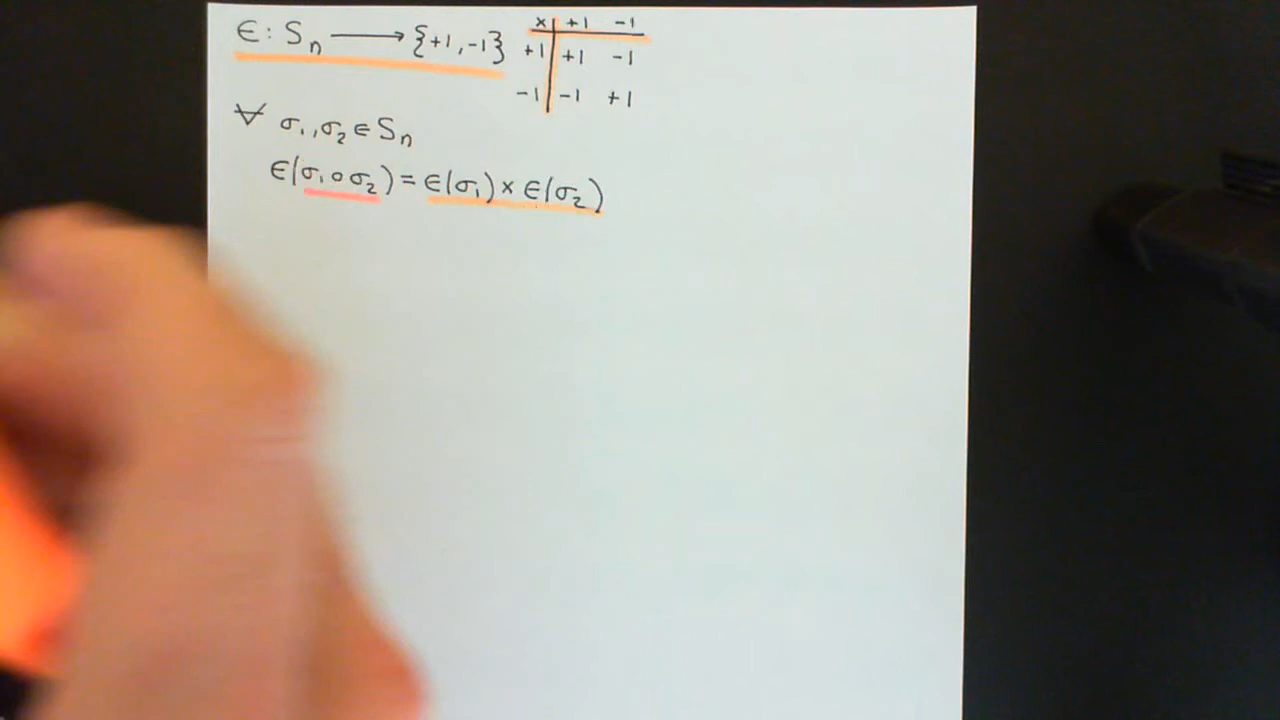 ∈: Sₙ ⟶ {+1, -1}
× +1 -1
+1 +1 -1
-1 -1 +1
∀ σ₁, σ₂ ∈ Sₙ
∈(σ₁ ∘ σ₂) = ∈(σ₁) × ∈(σ₂)